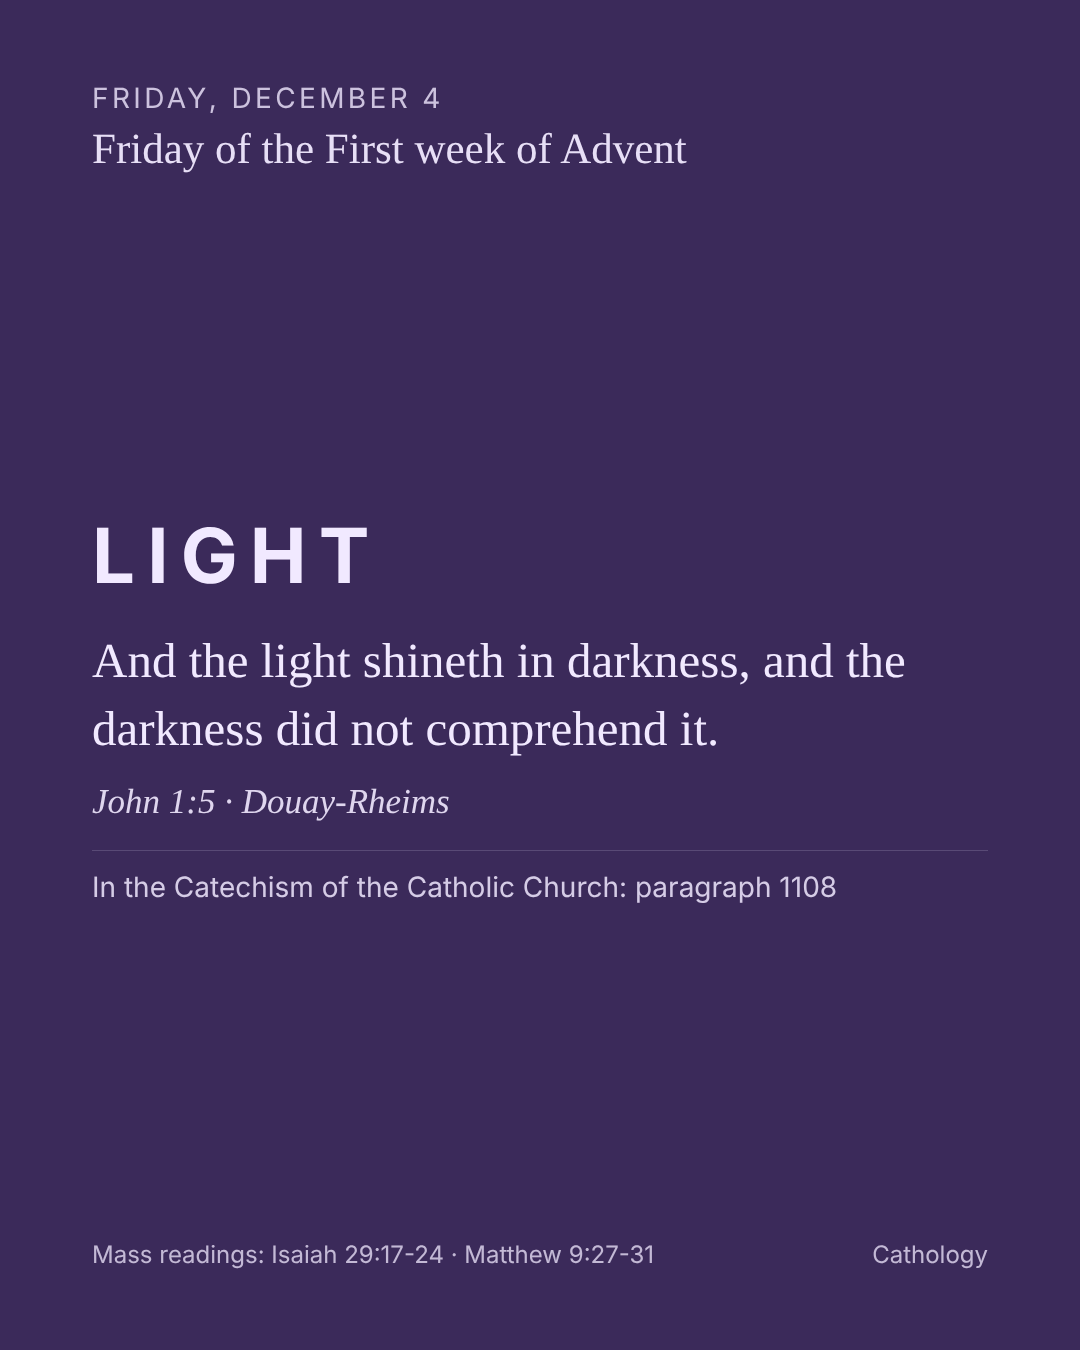 FRIDAY, DECEMBER 4
Friday of the First week of Advent
LIGHT
And the light shineth in darkness, and the
darkness did not comprehend it.
John 1:5 · Douay-Rheims
In the Catechism of the Catholic Church: paragraph 1108
Mass readings: Isaiah 29:17-24 · Matthew 9:27-31
Cathology